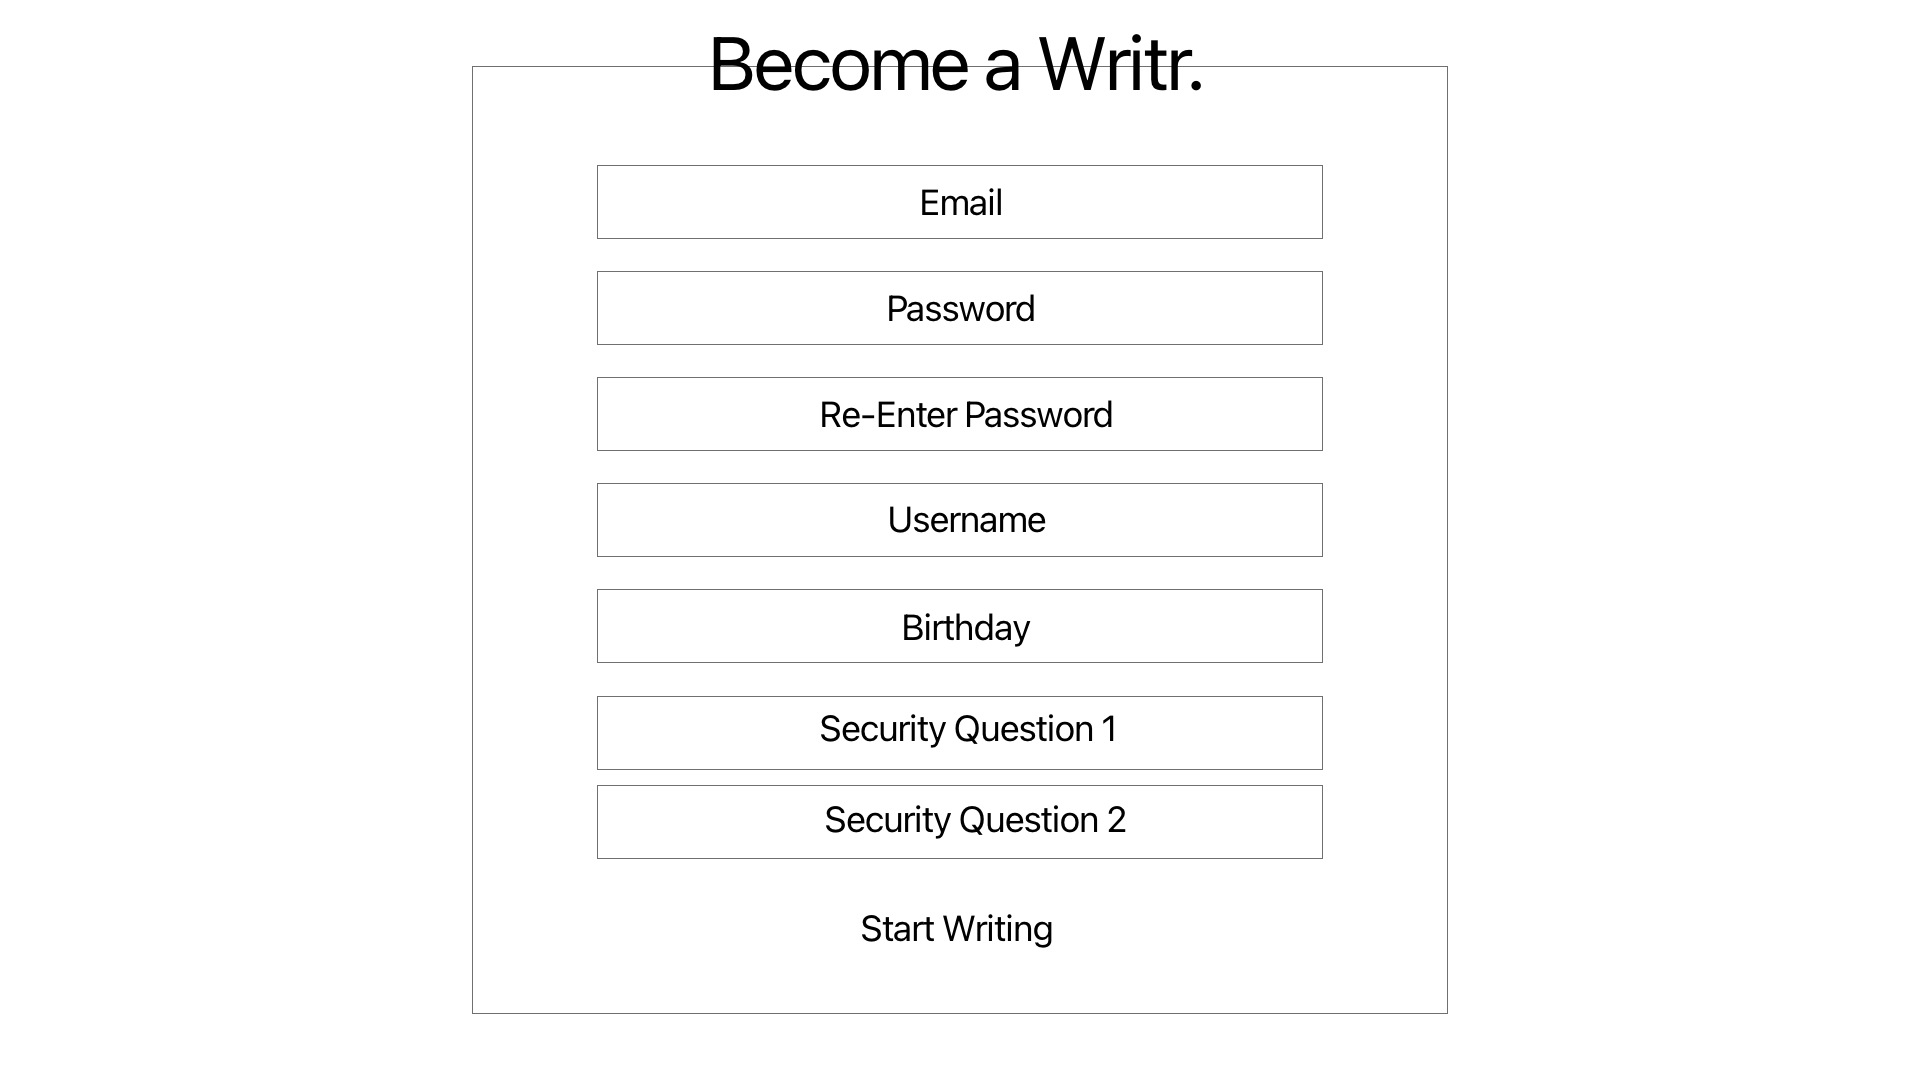 Become a Writr.
Email
Password
Re-Enter Password
Username
Birthday
Security Question 1
Security Question 2
Start Writing